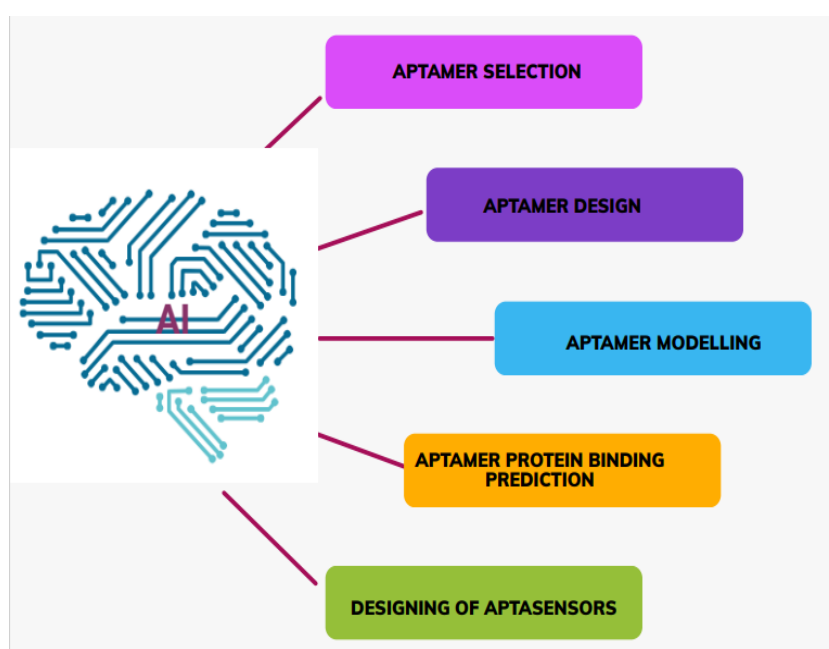 APTAMER SELECTION
APTAMER DESIGN
AI
APTAMER MODELLING
APTAMER PROTEIN BINDING
PREDICTION
DESIGNING OF APTASENSORS